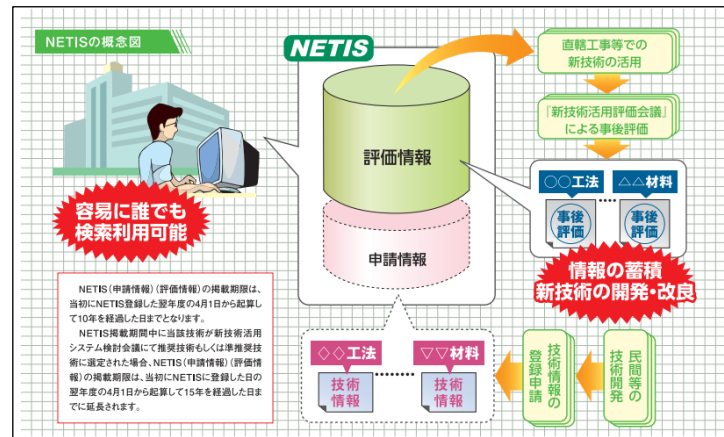 NETISの概念図
NETIS
直轄工事等での
新技術の活用
『新技術活用評価会議』
による事後評価
評価情報
申請情報
○○工法
△△材料
事後
評価
事後
評価
容易に誰でも
検索利用可能
情報の蓄積
新技術の開発・改良
NETIS(申請情報)(評価情報)の掲載期限は、
当初にNETIS登録した翌年度の4月1日から起算し
て10年を経過した日までとなります。
NETIS掲載期間中に当該技術が新技術活用
システム検討会議にて推奨技術もしくは準推奨技
術に選定された場合、NETIS(申請情報)(評価情
報)の掲載期限は、当初にNETISに登録した日の
翌年度の4月1日から起算して15年を経過した日ま
でに延長されます。
◇◇工法
▽▽材料
技術
情報
技術
情報
技術情報の
登録申請
民間等の
技術開発